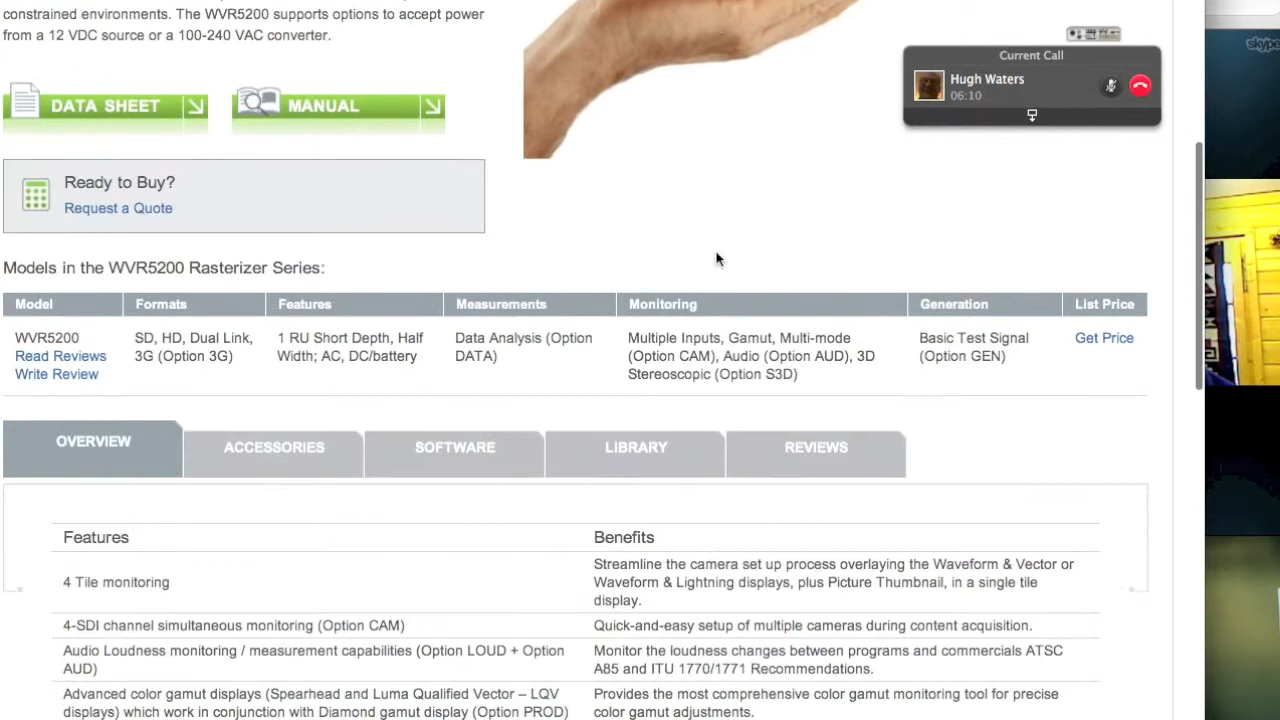 constrained environments. The WVR5200 supports options to accept power
from a 12 VDC source or a 100-240 VAC converter.
skype
Current Call
Hugh Waters
06:10
DATA SHEET
MANUAL
Ready to Buy?
Request a Quote
Models in the WVR5200 Rasterizer Series:
Model Formats Features Measurements Monitoring Generation List Price
WVR5200 SD, HD, Dual Link, 1 RU Short Depth, Half Data Analysis (Option Multiple Inputs, Gamut, Multi-mode Basic Test Signal Get Price
Read Reviews 3G (Option 3G) Width; AC, DC/battery DATA) (Option CAM), Audio (Option AUD), 3D (Option GEN)
Write Review Stereoscopic (Option S3D)
OVERVIEW ACCESSORIES SOFTWARE LIBRARY REVIEWS
Features Benefits
Streamline the camera set up process overlaying the Waveform & Vector or
4 Tile monitoring Waveform & Lightning displays, plus Picture Thumbnail, in a single tile
display.
4-SDI channel simultaneous monitoring (Option CAM) Quick-and-easy setup of multiple cameras during content acquisition.
Audio Loudness monitoring / measurement capabilities (Option LOUD + Option Monitor the loudness changes between programs and commercials ATSC
AUD) A85 and ITU 1770/1771 Recommendations.
Advanced color gamut displays (Spearhead and Luma Qualified Vector – LQV Provides the most comprehensive color gamut monitoring tool for precise
displays) which work in conjunction with Diamond gamut display (Option PROD) color gamut adjustments.